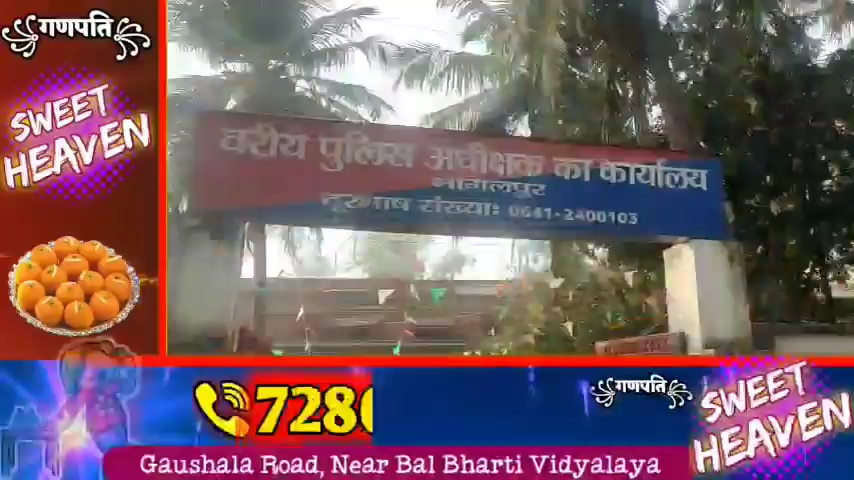 गणपति
SWEET
HEAVEN
वरीय पुलिस अधीक्षक का कार्यालय
भागलपुर
दूरभाष संख्याः 0641-2400103
7280
गणपति
SWEET
HEAVEN
Gaushala Road, Near Bal Bharti Vidyalaya